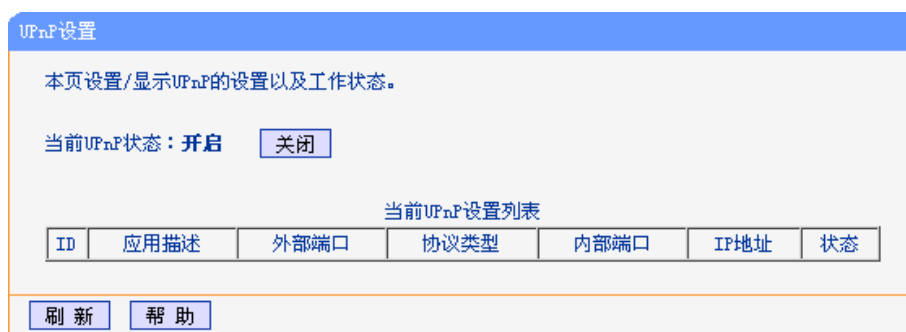 UPnP设置
本页设置/显示UPnP的设置以及工作状态。
当前UPnP状态：开启 关闭
当前UPnP设置列表
ID 应用描述 外部端口 协议类型 内部端口 IP地址 状态
刷 新 帮 助